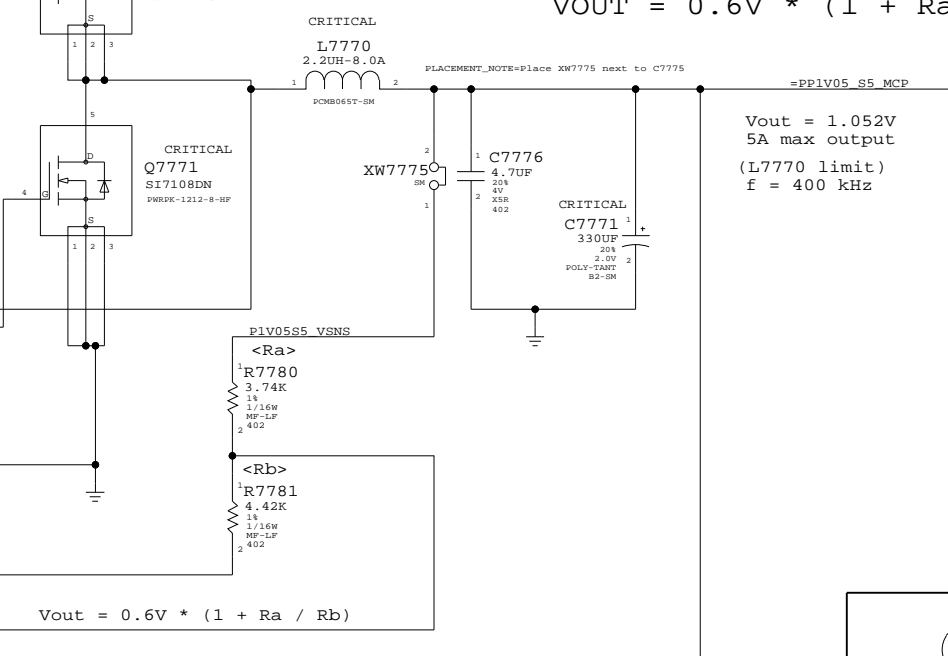 VOUT = 0.6V * (1 + Ra
S
1 2 3
CRITICAL
L7770
2.2UH-8.0A
1 2
PCMB065T-SM
PLACEMENT_NOTE=Place XW7775 next to C7775
=PP1V05_S5_MCP
Vout = 1.052V
5A max output
(L7770 limit)
f = 400 kHz
5
D
CRITICAL
Q7771
SI7108DN
PWRPK-1212-8-HF
4
G
S
1 2 3
2
XW7775
SM
1
1
C7776
4.7UF
20%
4V
X5R
402
2
CRITICAL
C7771
1
+
330UF
20%
2.0V
2
POLY-TANT
B2-SM
P1V05S5_VSNS
<Ra>
1
R7780
3.74K
1%
1/16W
MF-LF
402
2
<Rb>
1
R7781
4.42K
1%
1/16W
MF-LF
402
2
Vout = 0.6V * (1 + Ra / Rb)